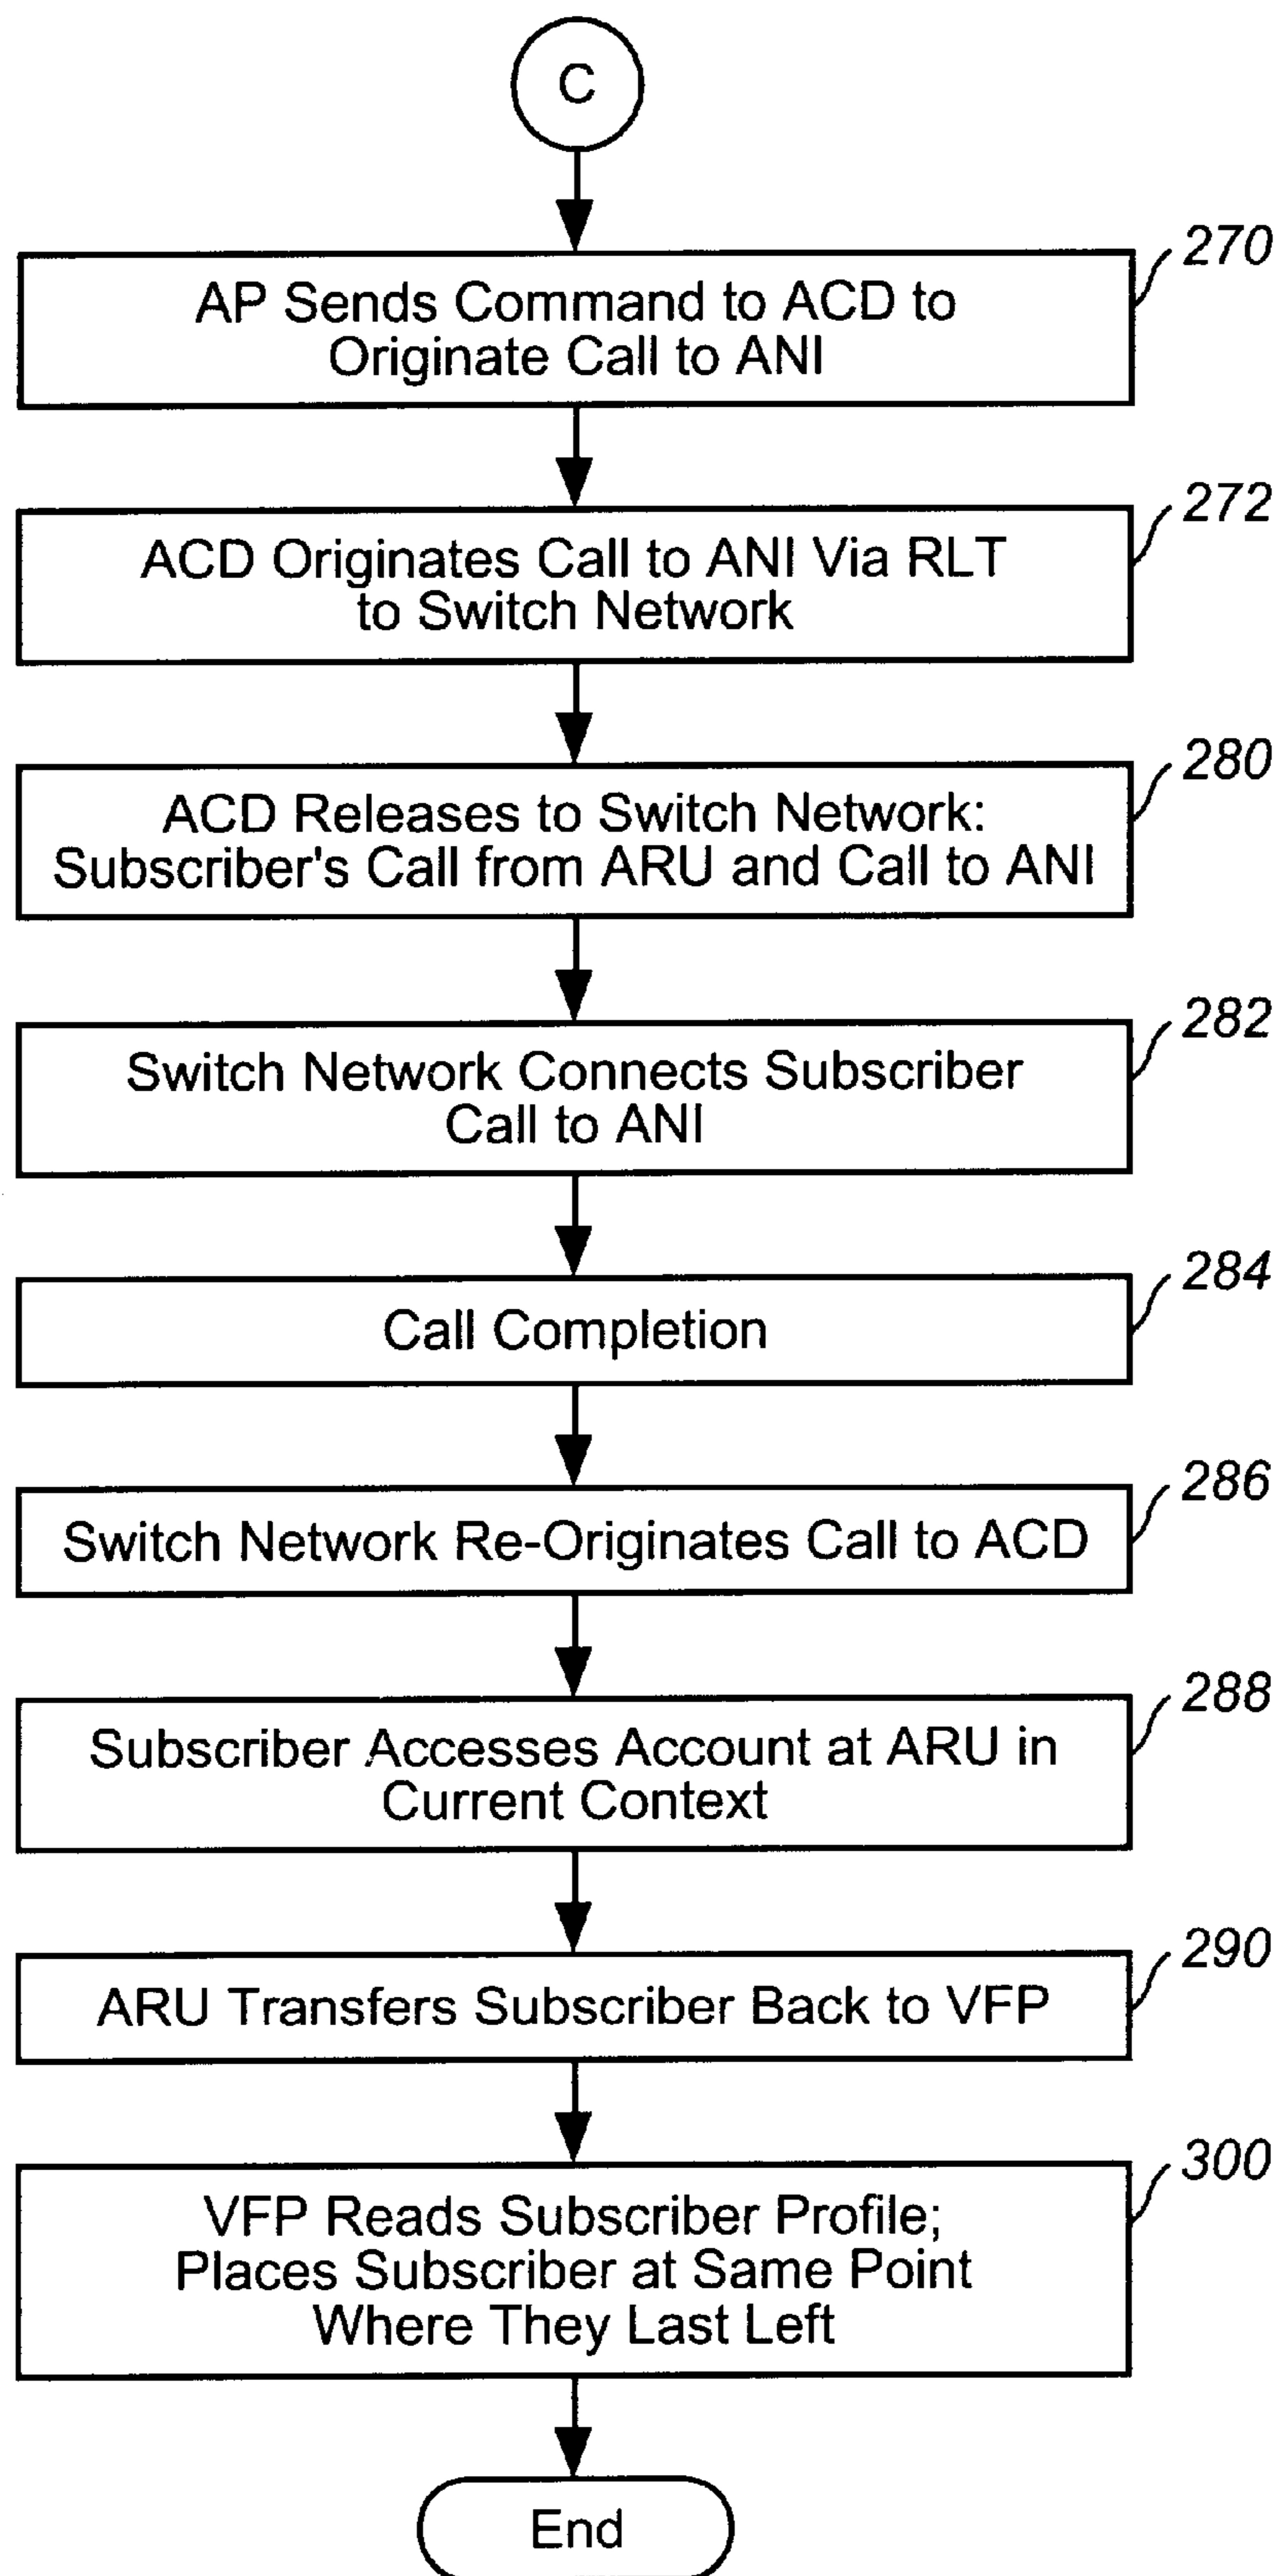 C
270
AP Sends Command to ACD to
Originate Call to ANI
272
ACD Originates Call to ANI Via RLT
to Switch Network
280
ACD Releases to Switch Network:
Subscriber's Call from ARU and Call to ANI
282
Switch Network Connects Subscriber
Call to ANI
284
Call Completion
286
Switch Network Re-Originates Call to ACD
288
Subscriber Accesses Account at ARU in
Current Context
290
ARU Transfers Subscriber Back to VFP
300
VFP Reads Subscriber Profile;
Places Subscriber at Same Point
Where They Last Left
End